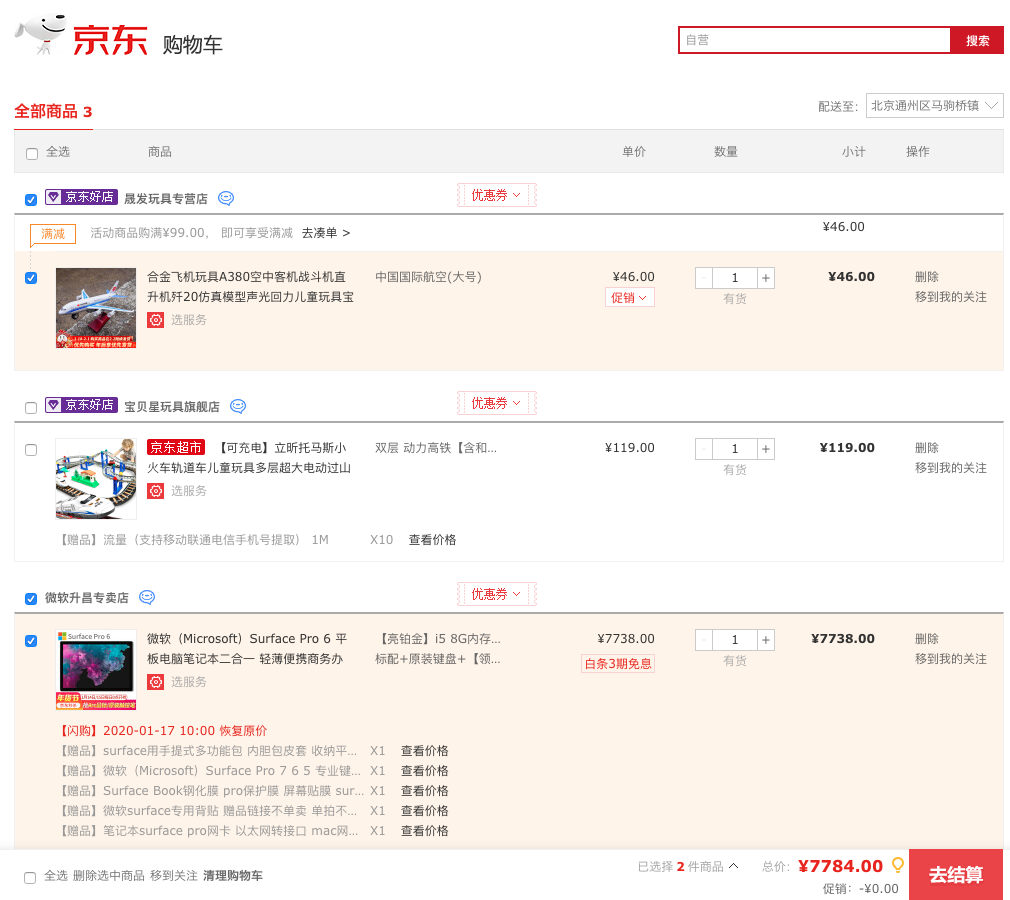 京东 购物车
自营 搜索
全部商品 3
配送至: 北京通州区马驹桥镇
全选 商品 单价 数量 小计 操作
京东好店 晟发玩具专营店 优惠券
满减 活动商品购满¥99.00， 即可享受满减 去凑单 > ¥46.00
合金飞机玩具A380空中客机战斗机直 中国国际航空(大号) ¥46.00 - 1 + ¥46.00 删除
升机歼20仿真模型声光回力儿童玩具宝 促销 有货 移到我的关注
选服务
京东好店 宝贝星玩具旗舰店 优惠券
京东超市 【可充电】立昕托马斯小 双层 动力高铁【含和... ¥119.00 - 1 + ¥119.00 删除
火车轨道车儿童玩具多层超大电动过山 有货 移到我的关注
选服务
【赠品】流量（支持移动联通电信手机号提取） 1M X10 查看价格
微软升昌专卖店 优惠券
Surface Pro 6
微软（Microsoft）Surface Pro 6 平 【亮铂金】i5 8G内存... ¥7738.00 - 1 + ¥7738.00 删除
板电脑笔记本二合一 轻薄便携商务办 标配+原装键盘+【领... 白条3期免息 有货 移到我的关注
选服务
年货节
【闪购】2020-01-17 10:00 恢复原价
【赠品】surface用手提式多功能包 内胆包皮套 收纳平... X1 查看价格
【赠品】微软（Microsoft）Surface Pro 7 6 5 专业键... X1 查看价格
【赠品】Surface Book钢化膜 pro保护膜 屏幕贴膜 sur... X1 查看价格
【赠品】微软surface专用背贴 赠品链接不单卖 单拍不... X1 查看价格
【赠品】笔记本surface pro网卡 以太网转接口 mac网... X1 查看价格
全选 删除选中商品 移到关注 清理购物车 已选择 2 件商品 总价: ¥7784.00 去结算
促销: -¥0.00